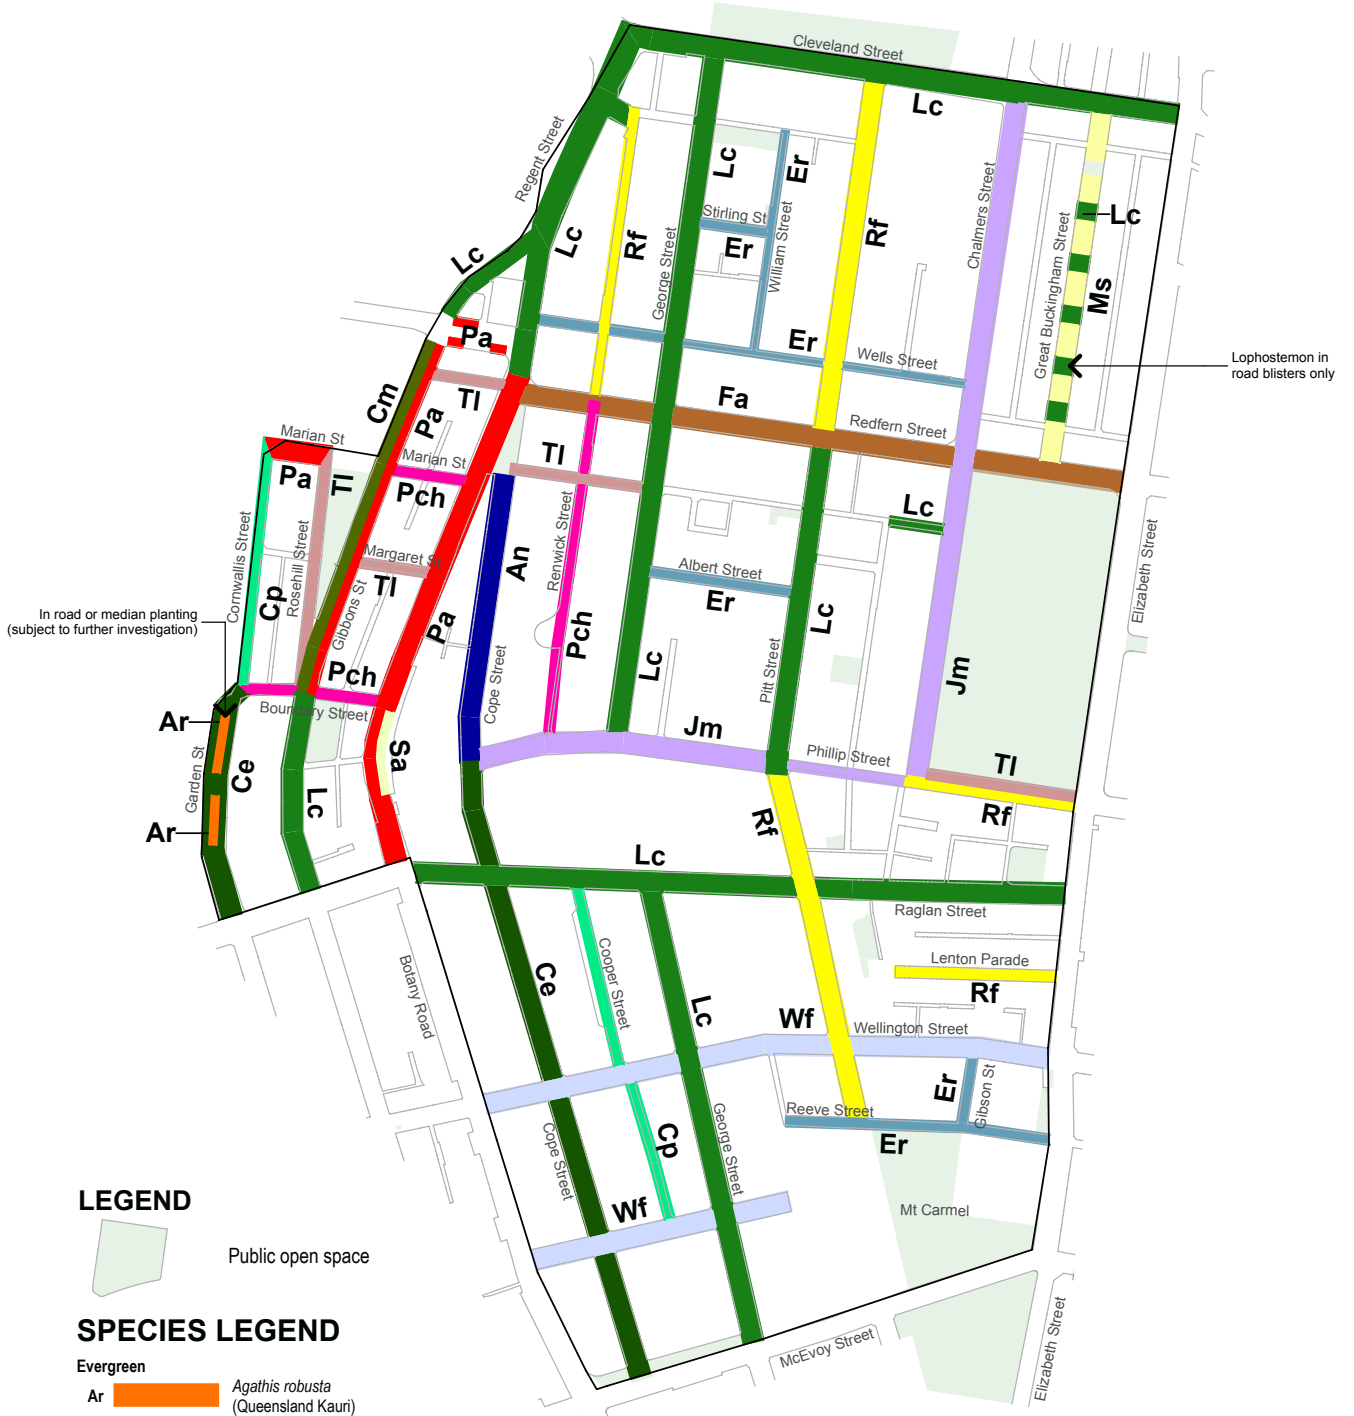 Cleveland Street
Lc
Regent Street
Lc
Er
Chalmers Street
Lc
Stirling St
Er
William Street
Rf
Great Buckingham Street
Ms
Lc
Lc
Rf
George Street
Pa
Er
Wells Street
Lophostemon in
road blisters only
Cm
Tl
Pa
Fa
Redfern Street
Marian St
Pa
Tl
Marian St
Pch
Tl
Lc
Cornwallis Street
Cp
Rosehill Street
Margaret St
Tl
Gibbons St
Pa
An
Renwick Street
Pch
Albert Street
Er
Lc
Elizabeth Street
In road or median planting
(subject to further investigation)
Pch
Boundary Street
Cope Street
Lc
Pitt Street
Jm
Jm
Phillip Street
Tl
Rf
Ar
Garden St
Ce
Sa
Ar
Lc
Rf
Lc
Raglan Street
Botany Road
Ce
Cooper Street
Lc
Lenton Parade
Rf
Wf
Wellington Street
Er
Gibson St
Reeve Street
Er
Cope Street
Cp
George Street
Wf
Mt Carmel
LEGEND
Public open space
SPECIES LEGEND
Evergreen
Ar
Agathis robusta
(Queensland Kauri)
McEvoy Street
Elizabeth Street